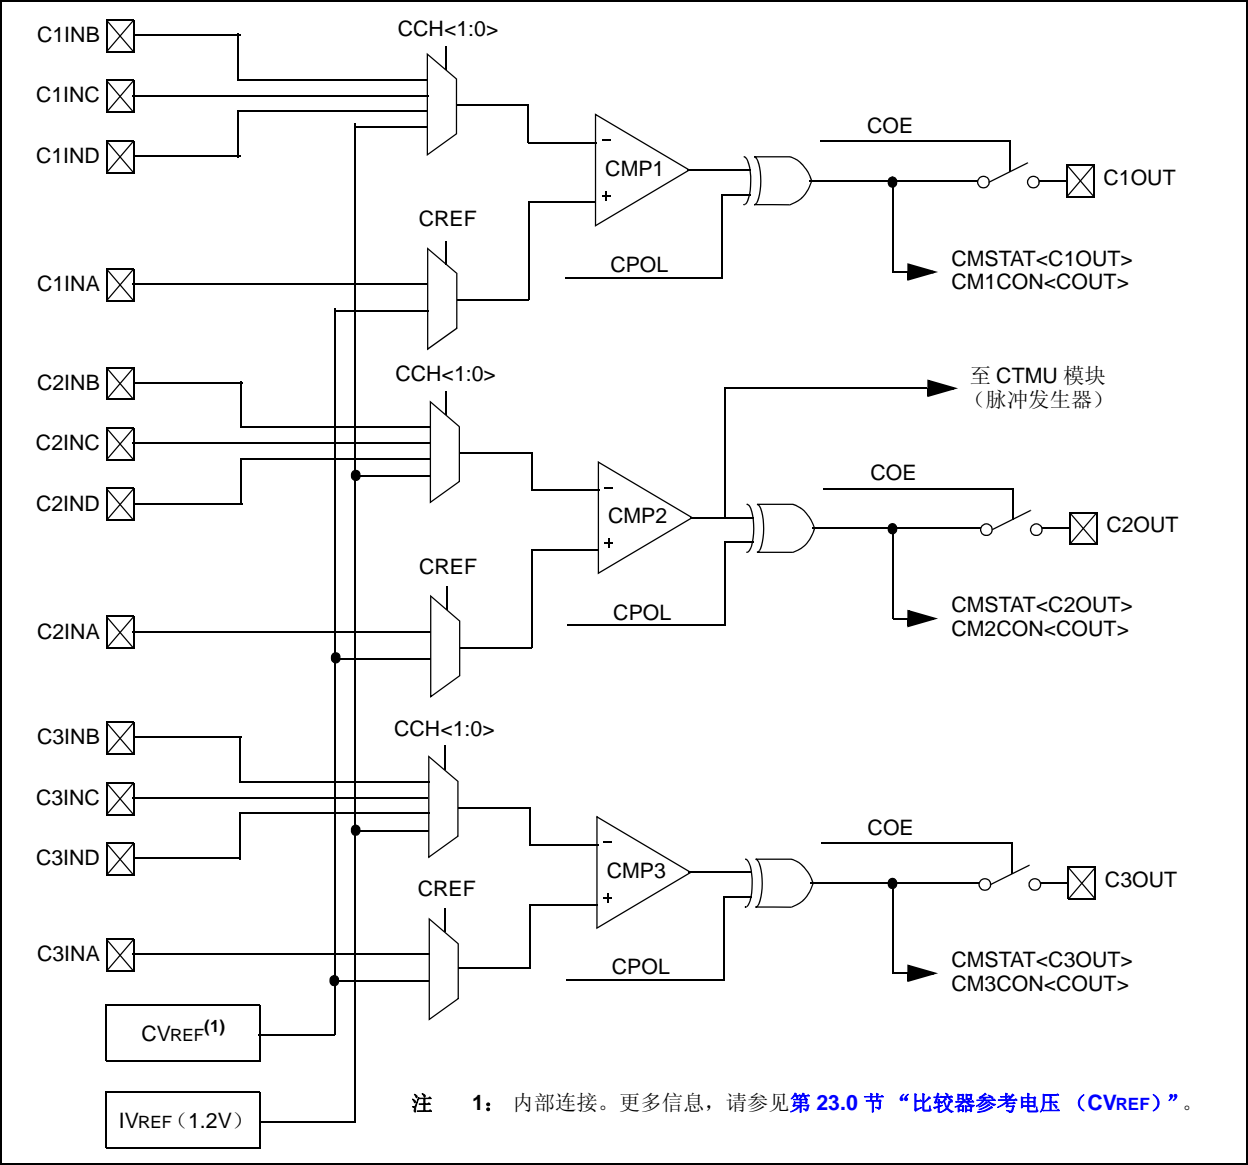 C1INB
CCH<1:0>
C1INC
COE
C1IND
CMP1
C1OUT
CREF
CPOL
CMSTAT<C1OUT>
CM1CON<COUT>
C1INA
C2INB
CCH<1:0>
至 CTMU 模块
（脉冲发生器）
C2INC
COE
C2IND
CMP2
C2OUT
CREF
CPOL
CMSTAT<C2OUT>
CM2CON<COUT>
C2INA
C3INB
CCH<1:0>
C3INC
COE
C3IND
CMP3
C3OUT
CREF
CPOL
CMSTAT<C3OUT>
CM3CON<COUT>
C3INA
CVREF(1)
IVREF（1.2V）
注 1： 内部连接。更多信息，请参见第 23.0 节 “比较器参考电压 （CVREF）”。
−
+
−
+
−
+